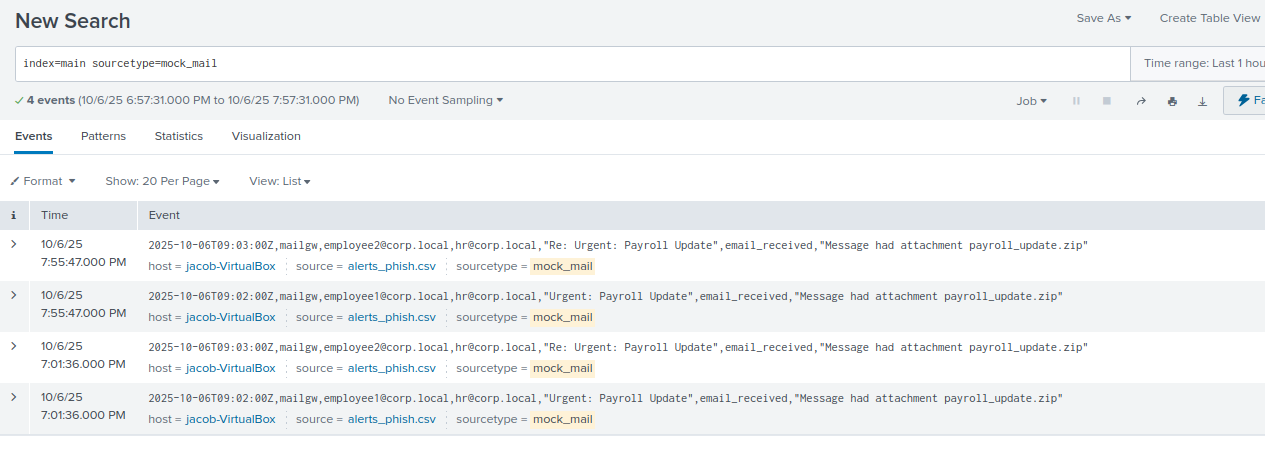 New Search
Save As ▾ Create Table View
index=main sourcetype=mock_mail
Time range: Last 1 hou
✓ 4 events (10/6/25 6:57:31.000 PM to 10/6/25 7:57:31.000 PM) No Event Sampling ▾
Job ▾ Fa
Events Patterns Statistics Visualization
Format ▾ Show: 20 Per Page ▾ View: List ▾
i Time Event
> 10/6/25 2025-10-06T09:03:00Z,mailgw,employee2@corp.local,hr@corp.local,"Re: Urgent: Payroll Update",email_received,"Message had attachment payroll_update.zip"
7:55:47.000 PM host = jacob-VirtualBox source = alerts_phish.csv sourcetype = mock_mail
> 10/6/25 2025-10-06T09:02:00Z,mailgw,employee1@corp.local,hr@corp.local,"Urgent: Payroll Update",email_received,"Message had attachment payroll_update.zip"
7:55:47.000 PM host = jacob-VirtualBox source = alerts_phish.csv sourcetype = mock_mail
> 10/6/25 2025-10-06T09:03:00Z,mailgw,employee2@corp.local,hr@corp.local,"Re: Urgent: Payroll Update",email_received,"Message had attachment payroll_update.zip"
7:01:36.000 PM host = jacob-VirtualBox source = alerts_phish.csv sourcetype = mock_mail
> 10/6/25 2025-10-06T09:02:00Z,mailgw,employee1@corp.local,hr@corp.local,"Urgent: Payroll Update",email_received,"Message had attachment payroll_update.zip"
7:01:36.000 PM host = jacob-VirtualBox source = alerts_phish.csv sourcetype = mock_mail